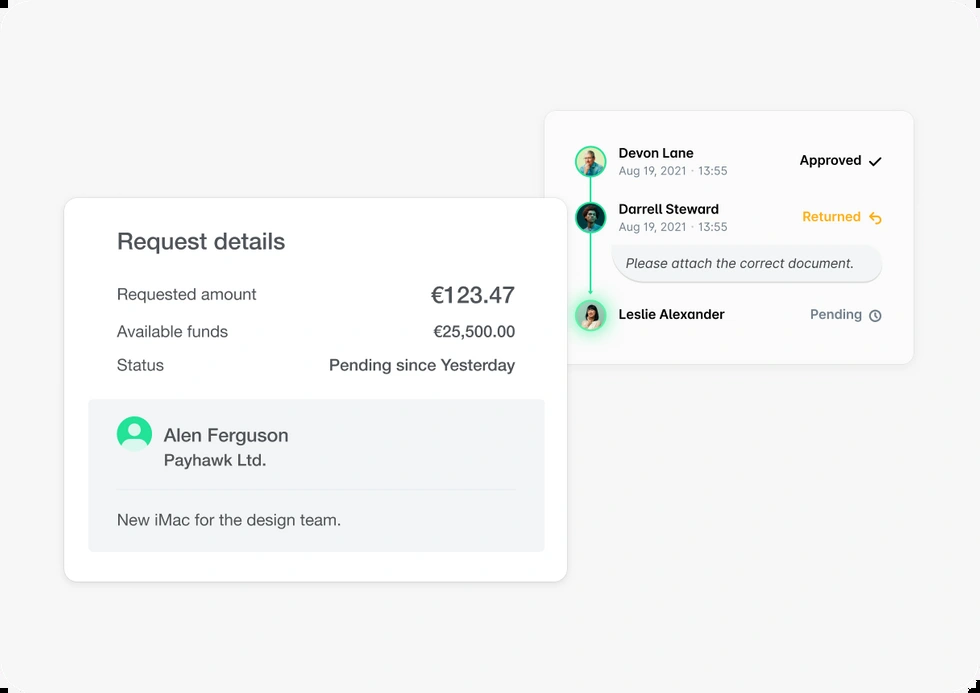 Devon Lane
Aug 19, 2021 · 13:55
Approved
Darrell Steward
Aug 19, 2021 · 13:55
Returned
Please attach the correct document.
Leslie Alexander
Pending
Request details
Requested amount €123.47
Available funds €25,500.00
Status Pending since Yesterday
Alen Ferguson
Payhawk Ltd.
New iMac for the design team.